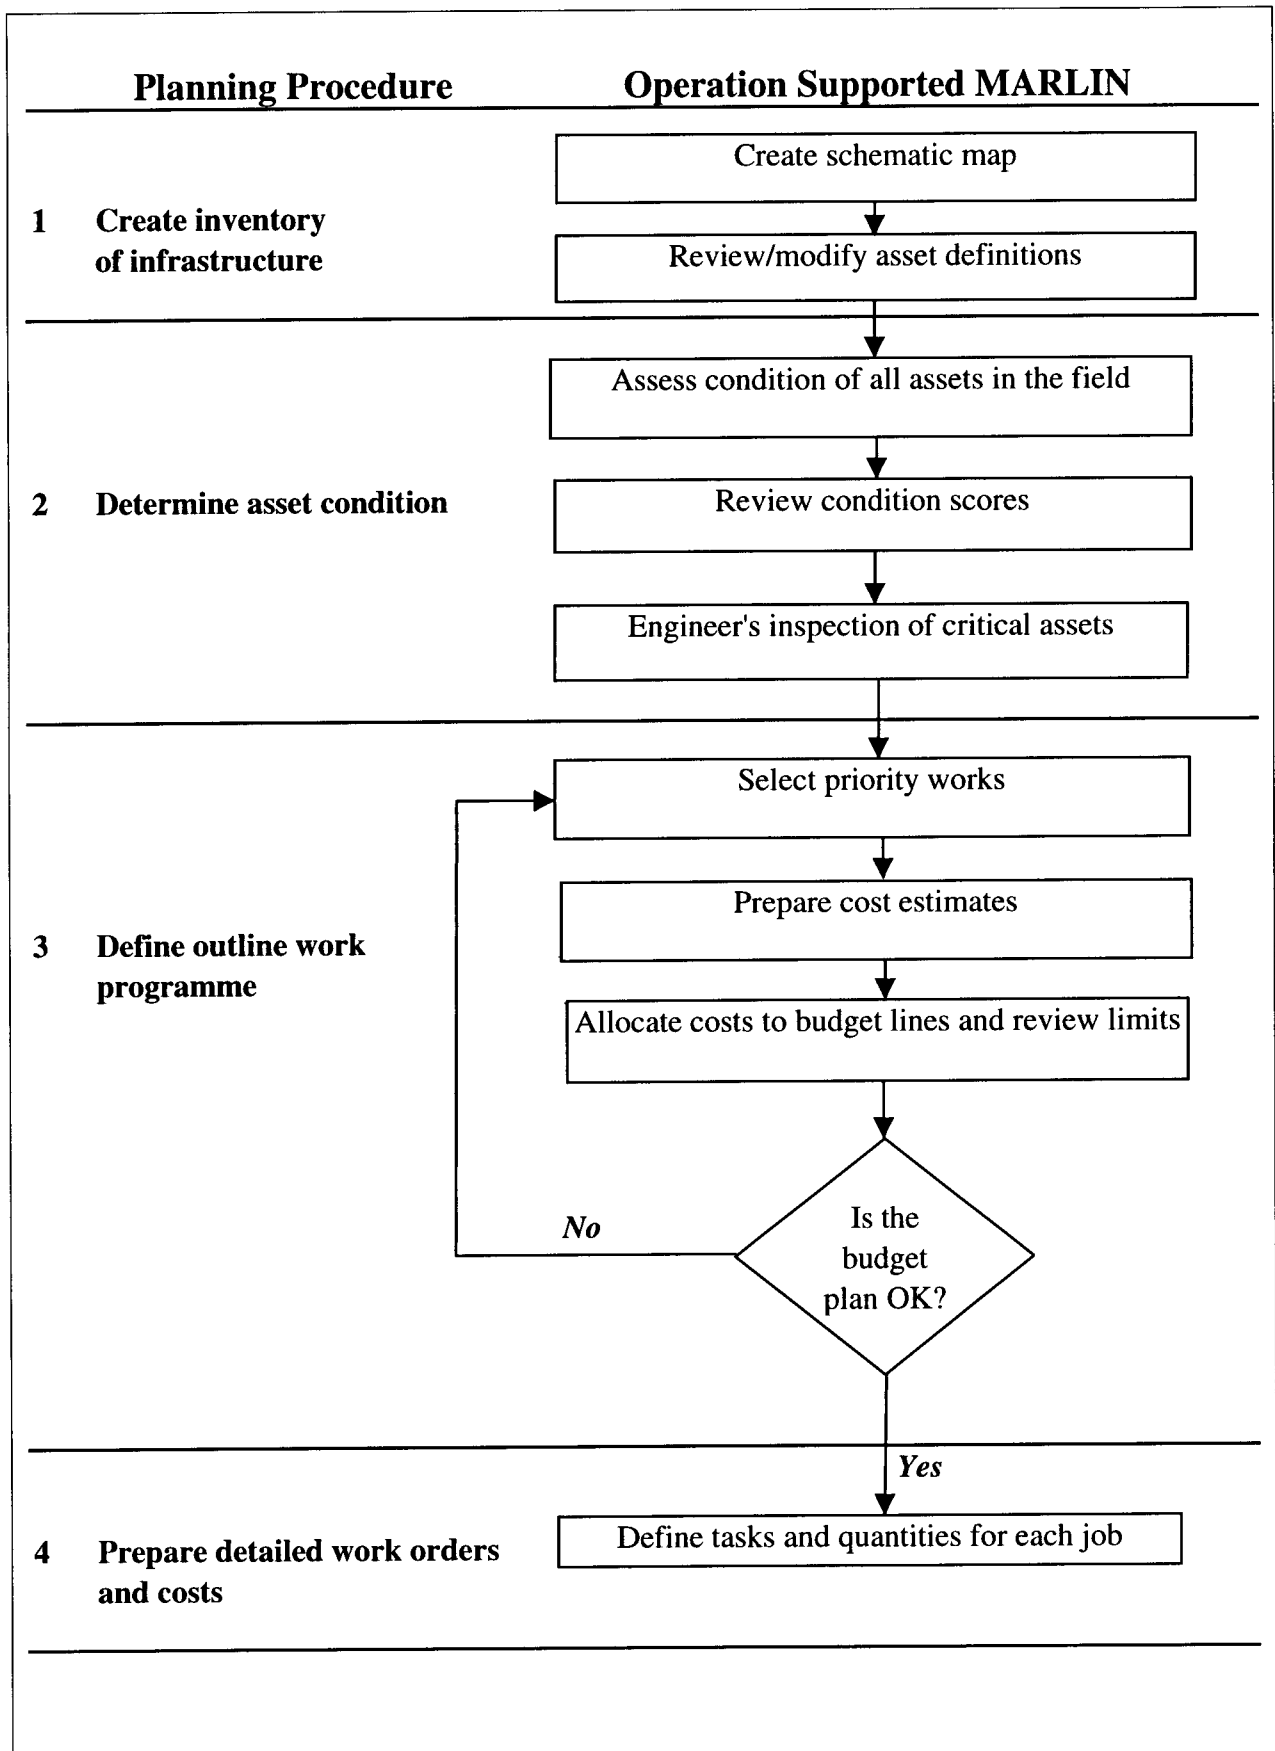 Planning Procedure
Operation Supported MARLIN
Create schematic map
1 Create inventory
of infrastructure
Review/modify asset definitions
Assess condition of all assets in the field
2 Determine asset condition
Review condition scores
Engineer's inspection of critical assets
Select priority works
Prepare cost estimates
3 Define outline work
programme
Allocate costs to budget lines and review limits
No
Is the
budget
plan OK?
Yes
Define tasks and quantities for each job
4 Prepare detailed work orders
and costs